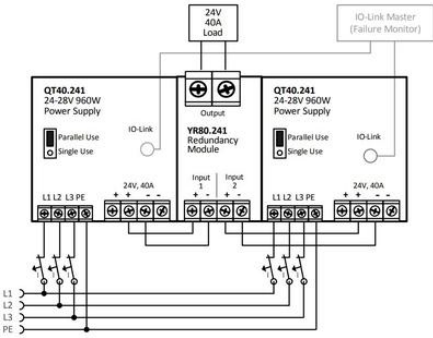 24V
40A
Load
IO-Link Master
(Failure Monitor)
QT40.241
24-28V 960W
Power Supply
Parallel Use
Single Use
IO-Link
L1 L2 L3 PE
24V, 40A
+ + - -
Output
YR80.241
Redundancy
Module
Input
1
Input
2
+ - + -
QT40.241
24-28V 960W
Power Supply
Parallel Use
Single Use
IO-Link
L1 L2 L3 PE
24V, 40A
+ + - -
L1
L2
L3
PE